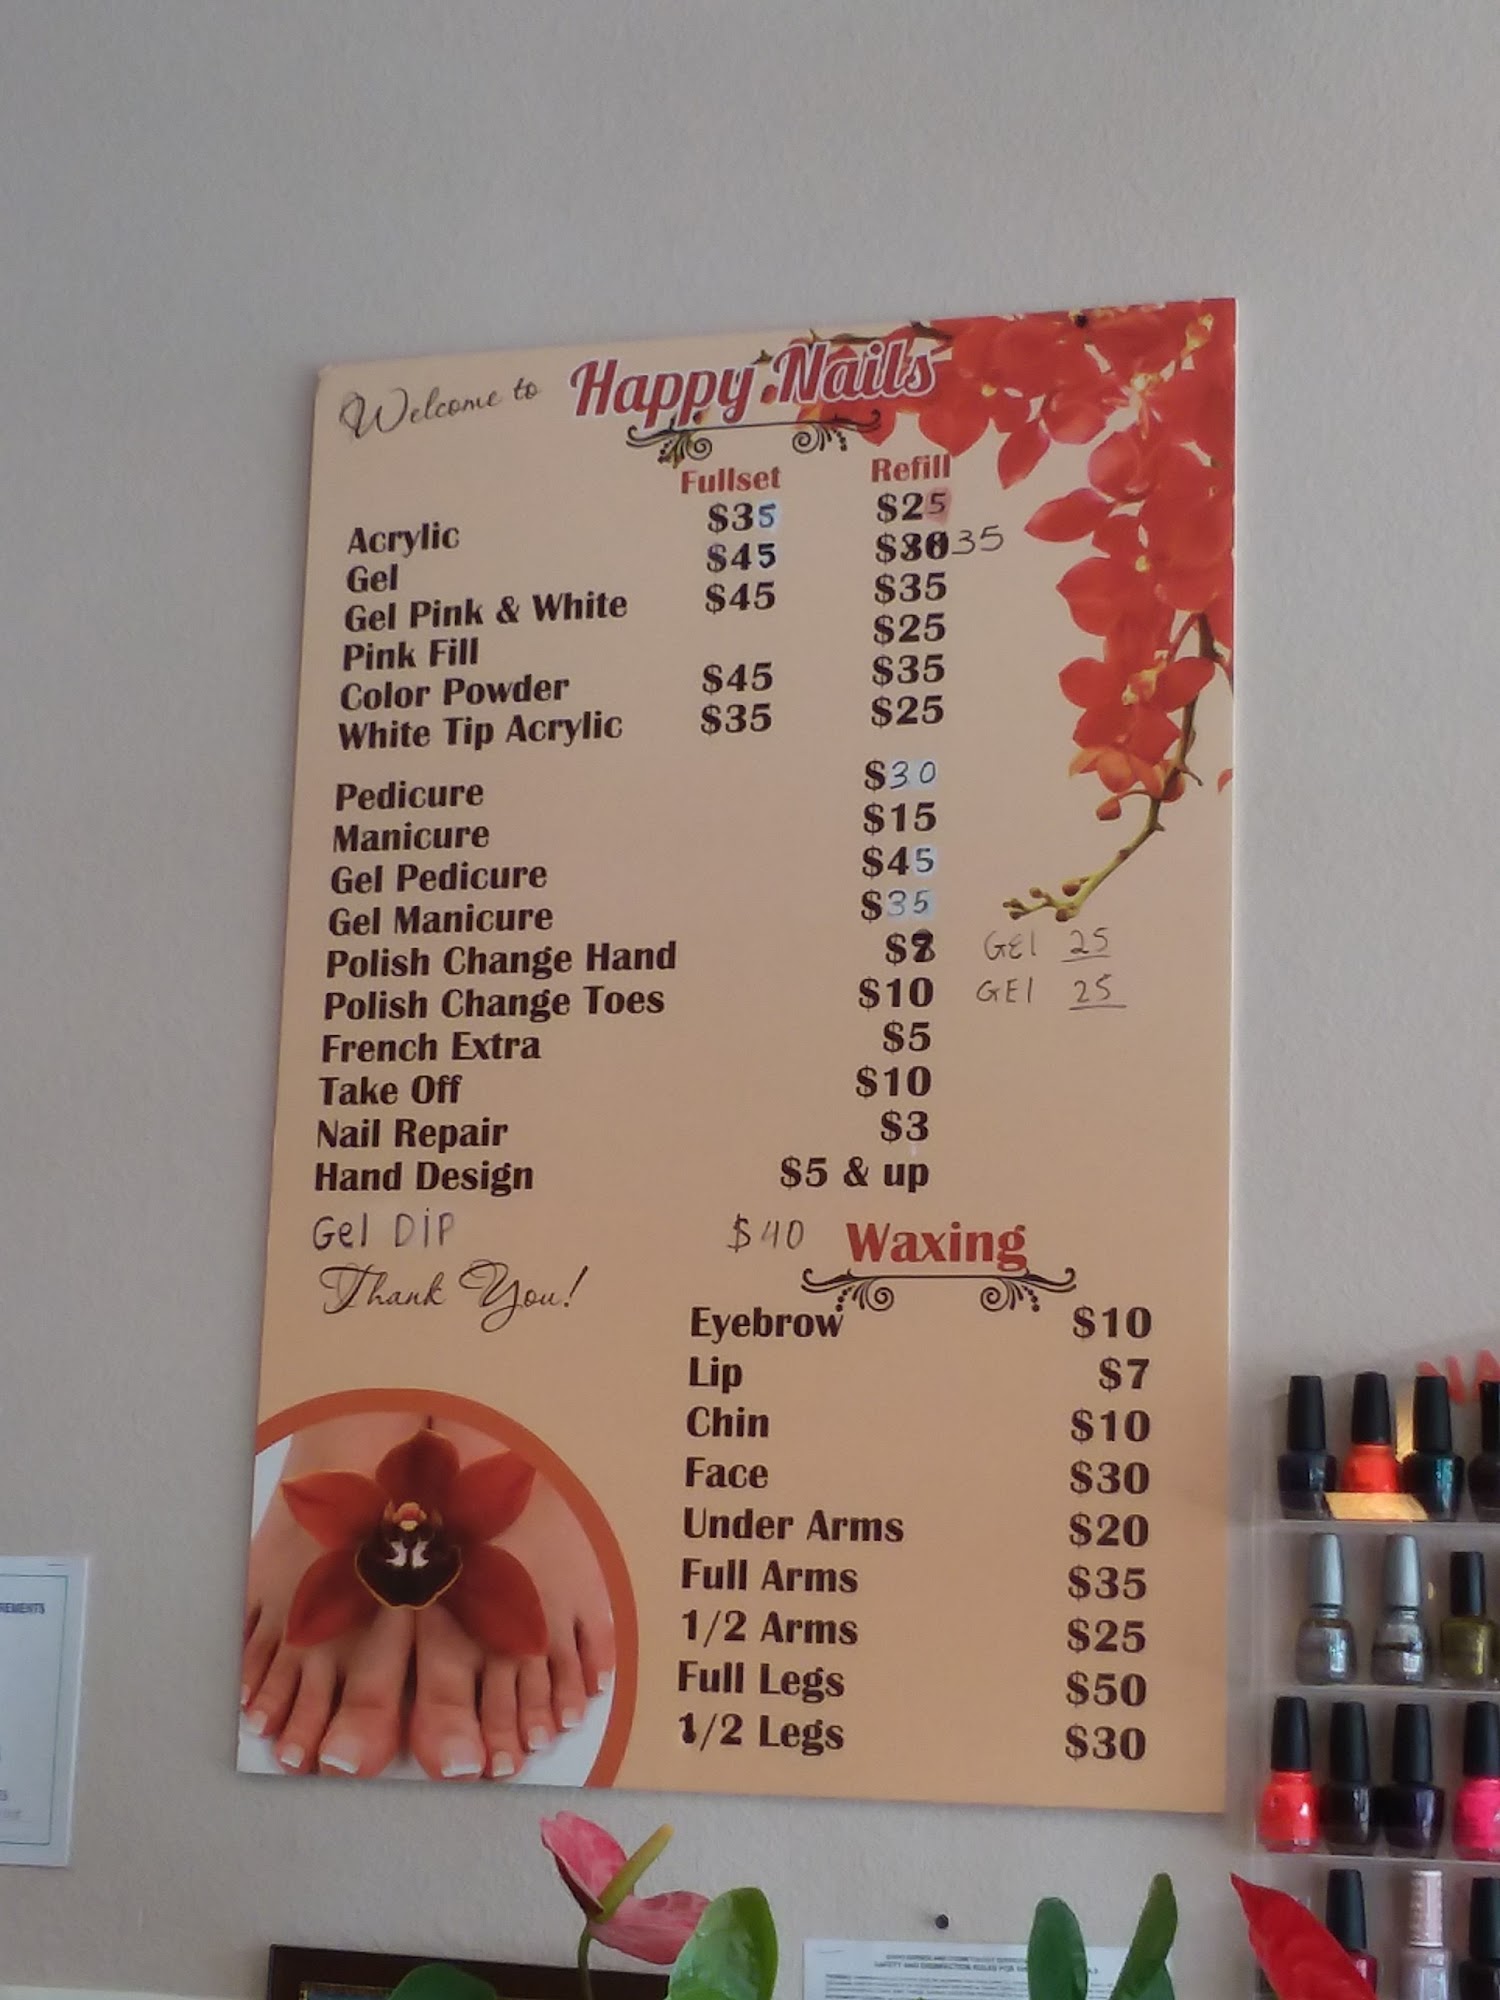 Welcome to Happy Nails
Fullset Refill
Acrylic $35 $25
Gel $45 35
Gel Pink & White $45 $35
Pink Fill $25
Color Powder $45 $35
White Tip Acrylic $35 $25
Pedicure $30
Manicure $15
Gel Pedicure $45
Gel Manicure $35
Polish Change Hand GEl 25
Polish Change Toes $10 GEl 25
French Extra $5
Take Off $10
Nail Repair $3
Hand Design $5 & up
Gel DiP $40
Thank You!
Waxing
Eyebrow $10
Lip $7
Chin $10
Face $30
Under Arms $20
Full Arms $35
1/2 Arms $25
Full Legs $50
1/2 Legs $30